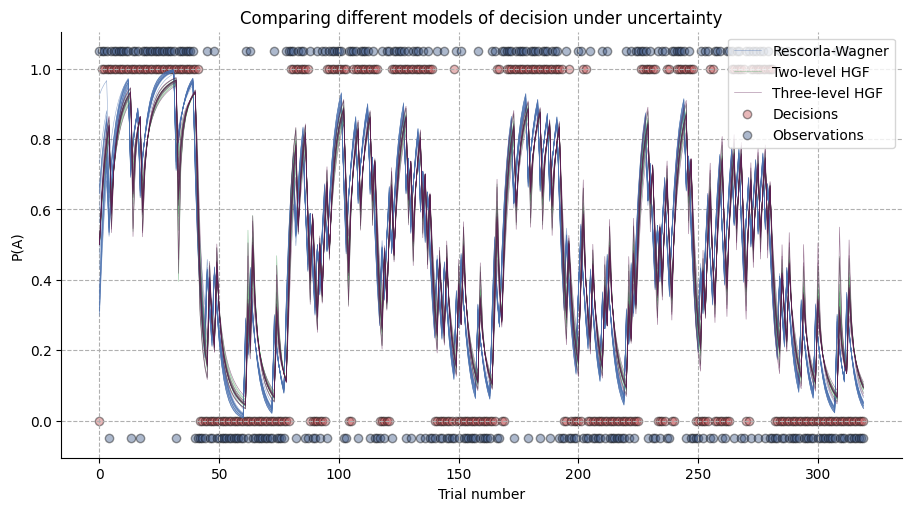 Comparing different models of decision under uncertainty
Rescorla-Wagner
Two-level HGF
Three-level HGF
Decisions
Observations
P(A)
1.0
0.8
0.6
0.4
0.2
0.0
0 50 100 150 200 250 300
Trial number